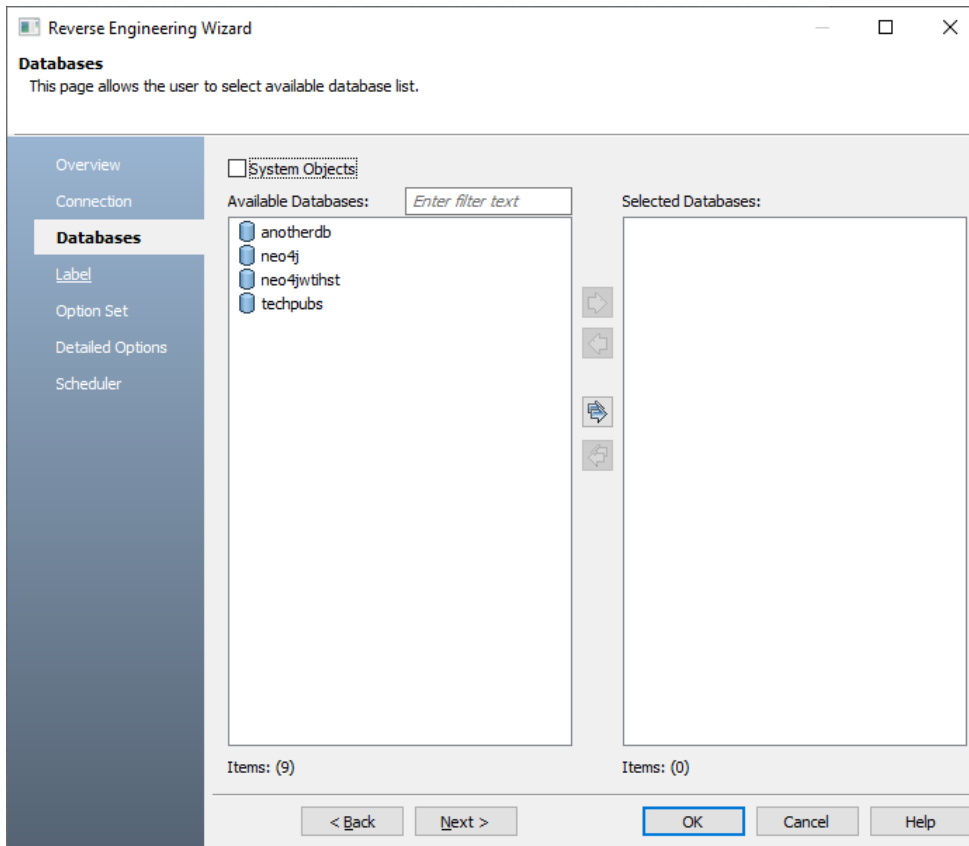 Reverse Engineering Wizard
Databases
This page allows the user to select available database list.
Overview
Connection
Databases
Label
Option Set
Detailed Options
Scheduler
System Objects
Available Databases:
Enter filter text
anotherdb
neo4j
neo4jwtihst
techpubs
Items: (9)
Selected Databases:
Items: (0)
< Back
Next >
OK
Cancel
Help